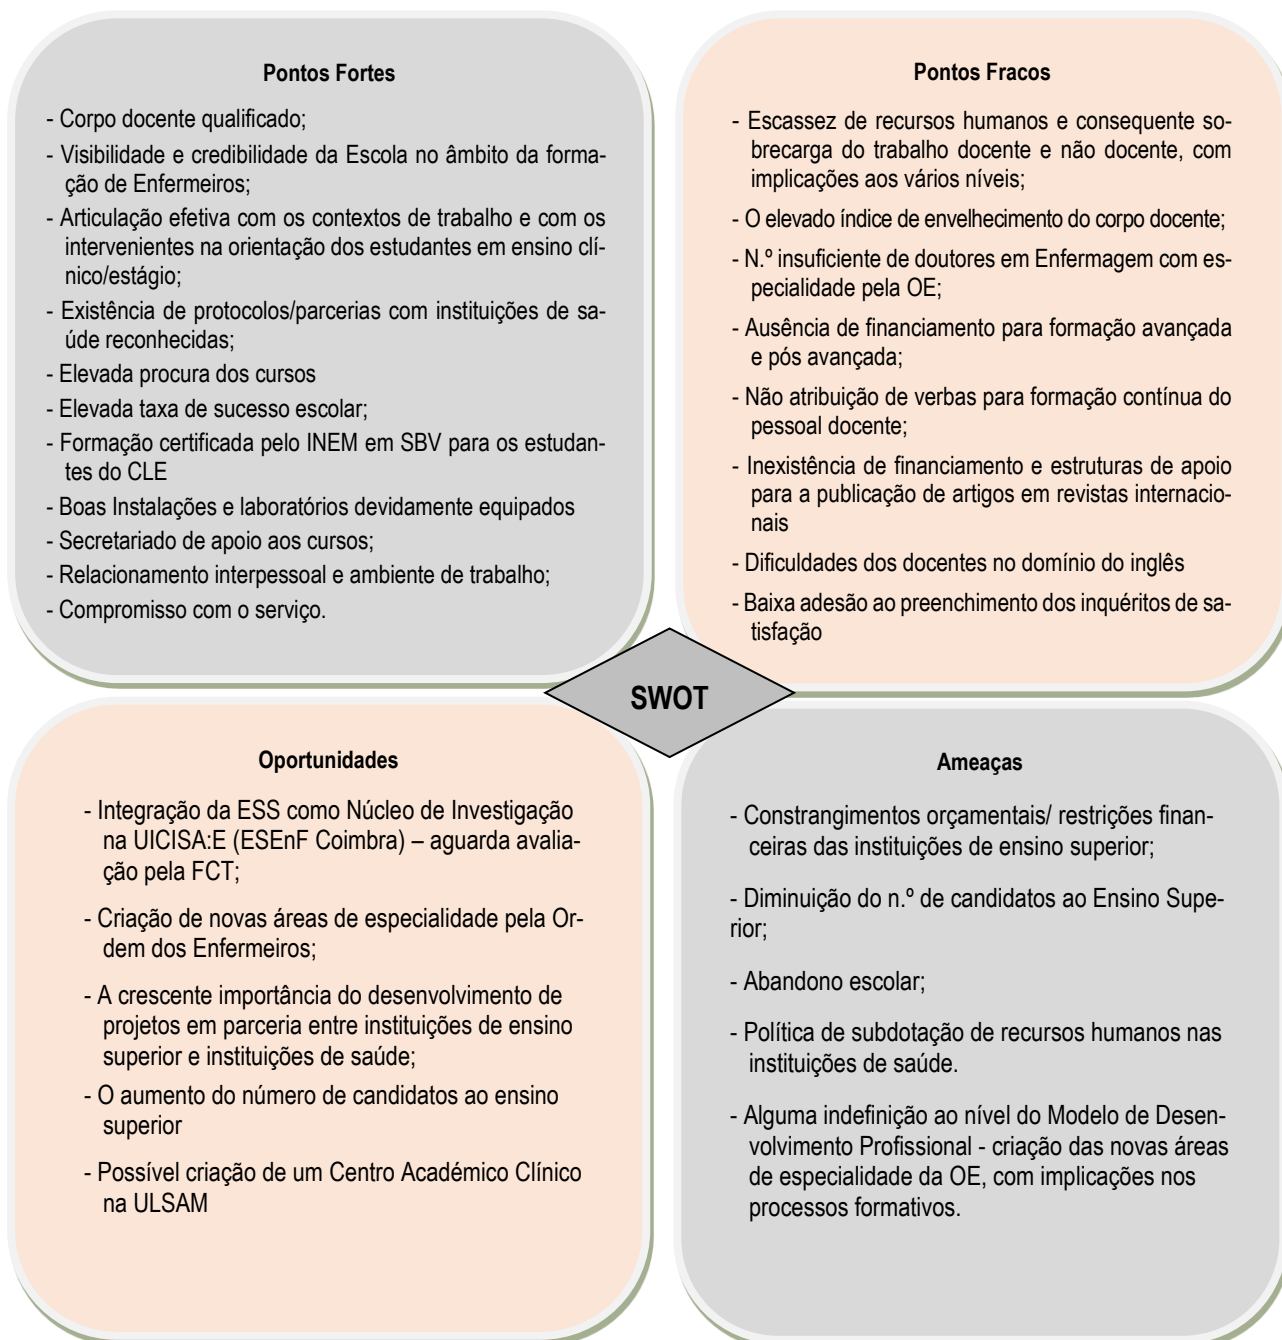 Pontos Fortes
- Corpo docente qualificado;
- Visibilidade e credibilidade da Escola no âmbito da forma-
ção de Enfermeiros;
- Articulação efetiva com os contextos de trabalho e com os
intervenientes na orientação dos estudantes em ensino clí-
nico/estágio;
- Existência de protocolos/parcerias com instituições de sa-
úde reconhecidas;
- Elevada procura dos cursos
- Elevada taxa de sucesso escolar;
- Formação certificada pelo INEM em SBV para os estudan-
tes do CLE
- Boas Instalações e laboratórios devidamente equipados
- Secretariado de apoio aos cursos;
- Relacionamento interpessoal e ambiente de trabalho;
- Compromisso com o serviço.
Pontos Fracos
- Escassez de recursos humanos e consequente so-
brecarga do trabalho docente e não docente, com
implicações aos vários níveis;
- O elevado índice de envelhecimento do corpo docente;
- N.º insuficiente de doutores em Enfermagem com es-
pecialidade pela OE;
- Ausência de financiamento para formação avançada
e pós avançada;
- Não atribuição de verbas para formação contínua do
pessoal docente;
- Inexistência de financiamento e estruturas de apoio
para a publicação de artigos em revistas internacio-
nais
- Dificuldades dos docentes no domínio do inglês
- Baixa adesão ao preenchimento dos inquéritos de sa-
tisfação
SWOT
Oportunidades
- Integração da ESS como Núcleo de Investigação
na UICISA:E (ESEnF Coimbra) – aguarda avalia-
ção pela FCT;
- Criação de novas áreas de especialidade pela Or-
dem dos Enfermeiros;
- A crescente importância do desenvolvimento de
projetos em parceria entre instituições de ensino
superior e instituições de saúde;
- O aumento do número de candidatos ao ensino
superior
- Possível criação de um Centro Académico Clínico
na ULSAM
Ameaças
- Constrangimentos orçamentais/ restrições finan-
ceiras das instituições de ensino superior;
- Diminuição do n.º de candidatos ao Ensino Supe-
rior;
- Abandono escolar;
- Política de subdotação de recursos humanos nas
instituições de saúde.
- Alguma indefinição ao nível do Modelo de Desen-
volvimento Profissional - criação das novas áreas
de especialidade da OE, com implicações nos
processos formativos.